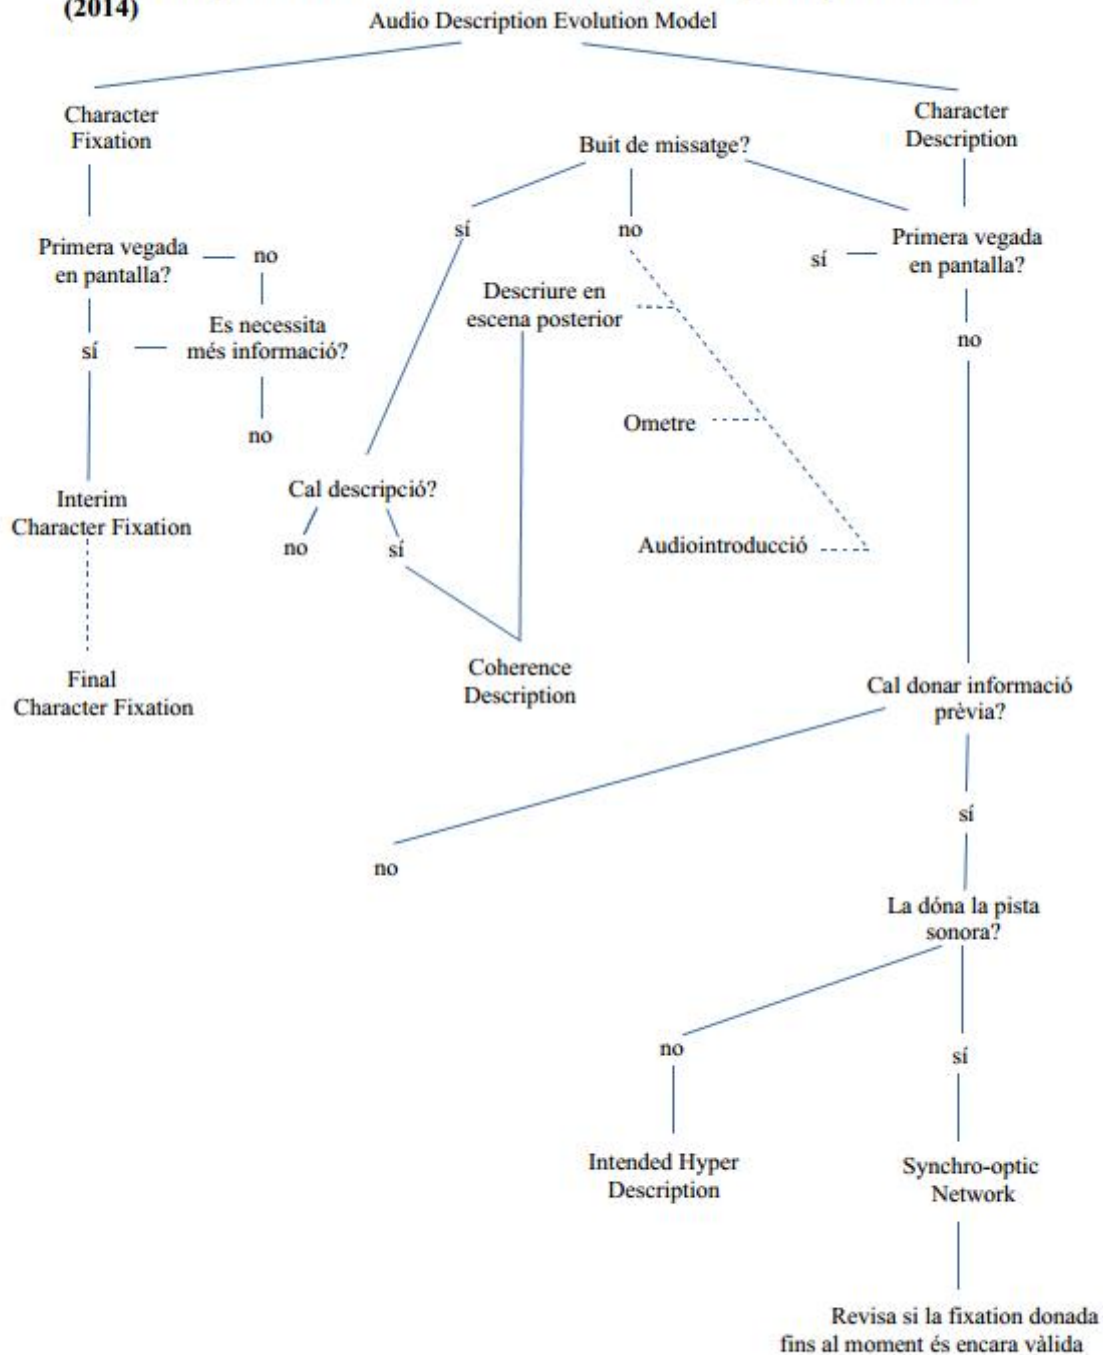 (2014)
Audio Description Evolution Model
Character
Fixation
Character
Description
Buit de missatge?
sí
no
Primera vegada
en pantalla?
no
sí
Primera vegada
en pantalla?
Descriure en
escena posterior
Es necessita
més informació?
sí
no
no
Ometre
Cal descripció?
no
sí
Interim
Character Fixation
Audiointroducció
Final
Character Fixation
Coherence
Description
Cal donar informació
prèvia?
no
sí
La dóna la pista
sonora?
no
sí
Intended Hyper
Description
Synchro-optic
Network
Revisa si la fixation donada
fins al moment és encara vàlida